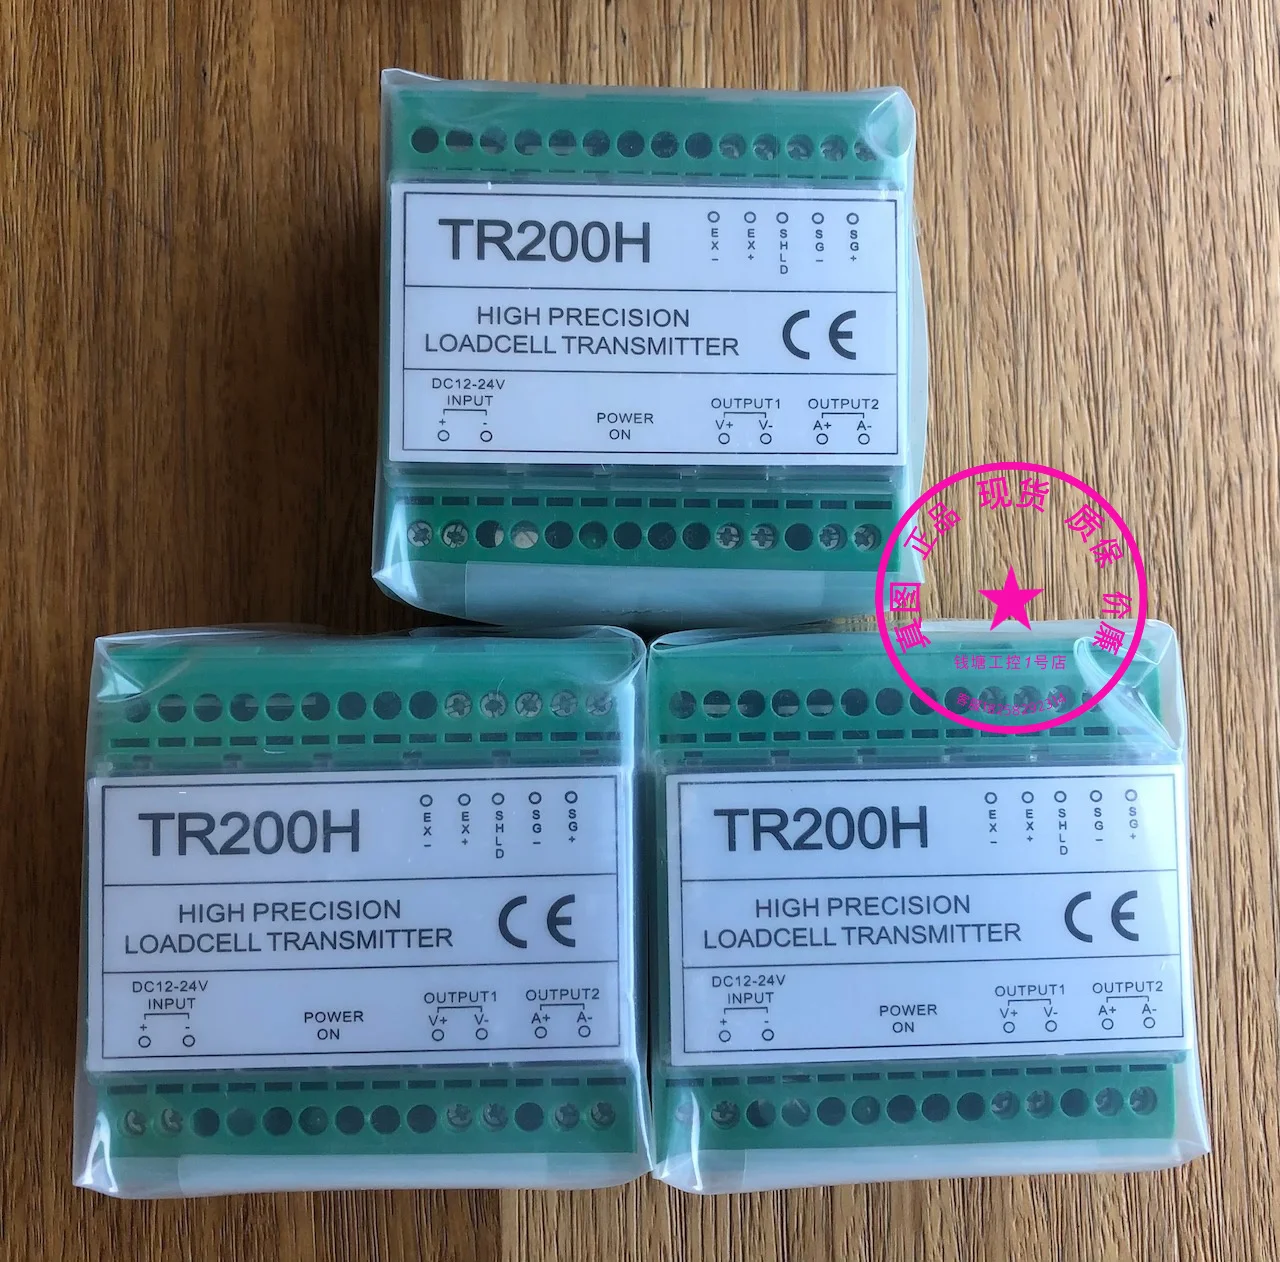 TR200H
EX-
EX+
SHLD
SG-
SG+
HIGH PRECISION
LOADCELL TRANSMITTER
CE
DC12-24V
INPUT
+ -
POWER
ON
OUTPUT1
V+ V-
OUTPUT2
A+ A-
真图 正品 现货 质保 价廉
钱塘工控1号店
TR200H
EX-
EX+
SHLD
SG-
SG+
HIGH PRECISION
LOADCELL TRANSMITTER
CE
DC12-24V
INPUT
+ -
POWER
ON
OUTPUT1
V+ V-
OUTPUT2
A+ A-
TR200H
EX-
EX+
SHLD
SG-
SG+
HIGH PRECISION
LOADCELL TRANSMITTER
CE
DC12-24V
INPUT
+ -
POWER
ON
OUTPUT1
V+ V-
OUTPUT2
A+ A-